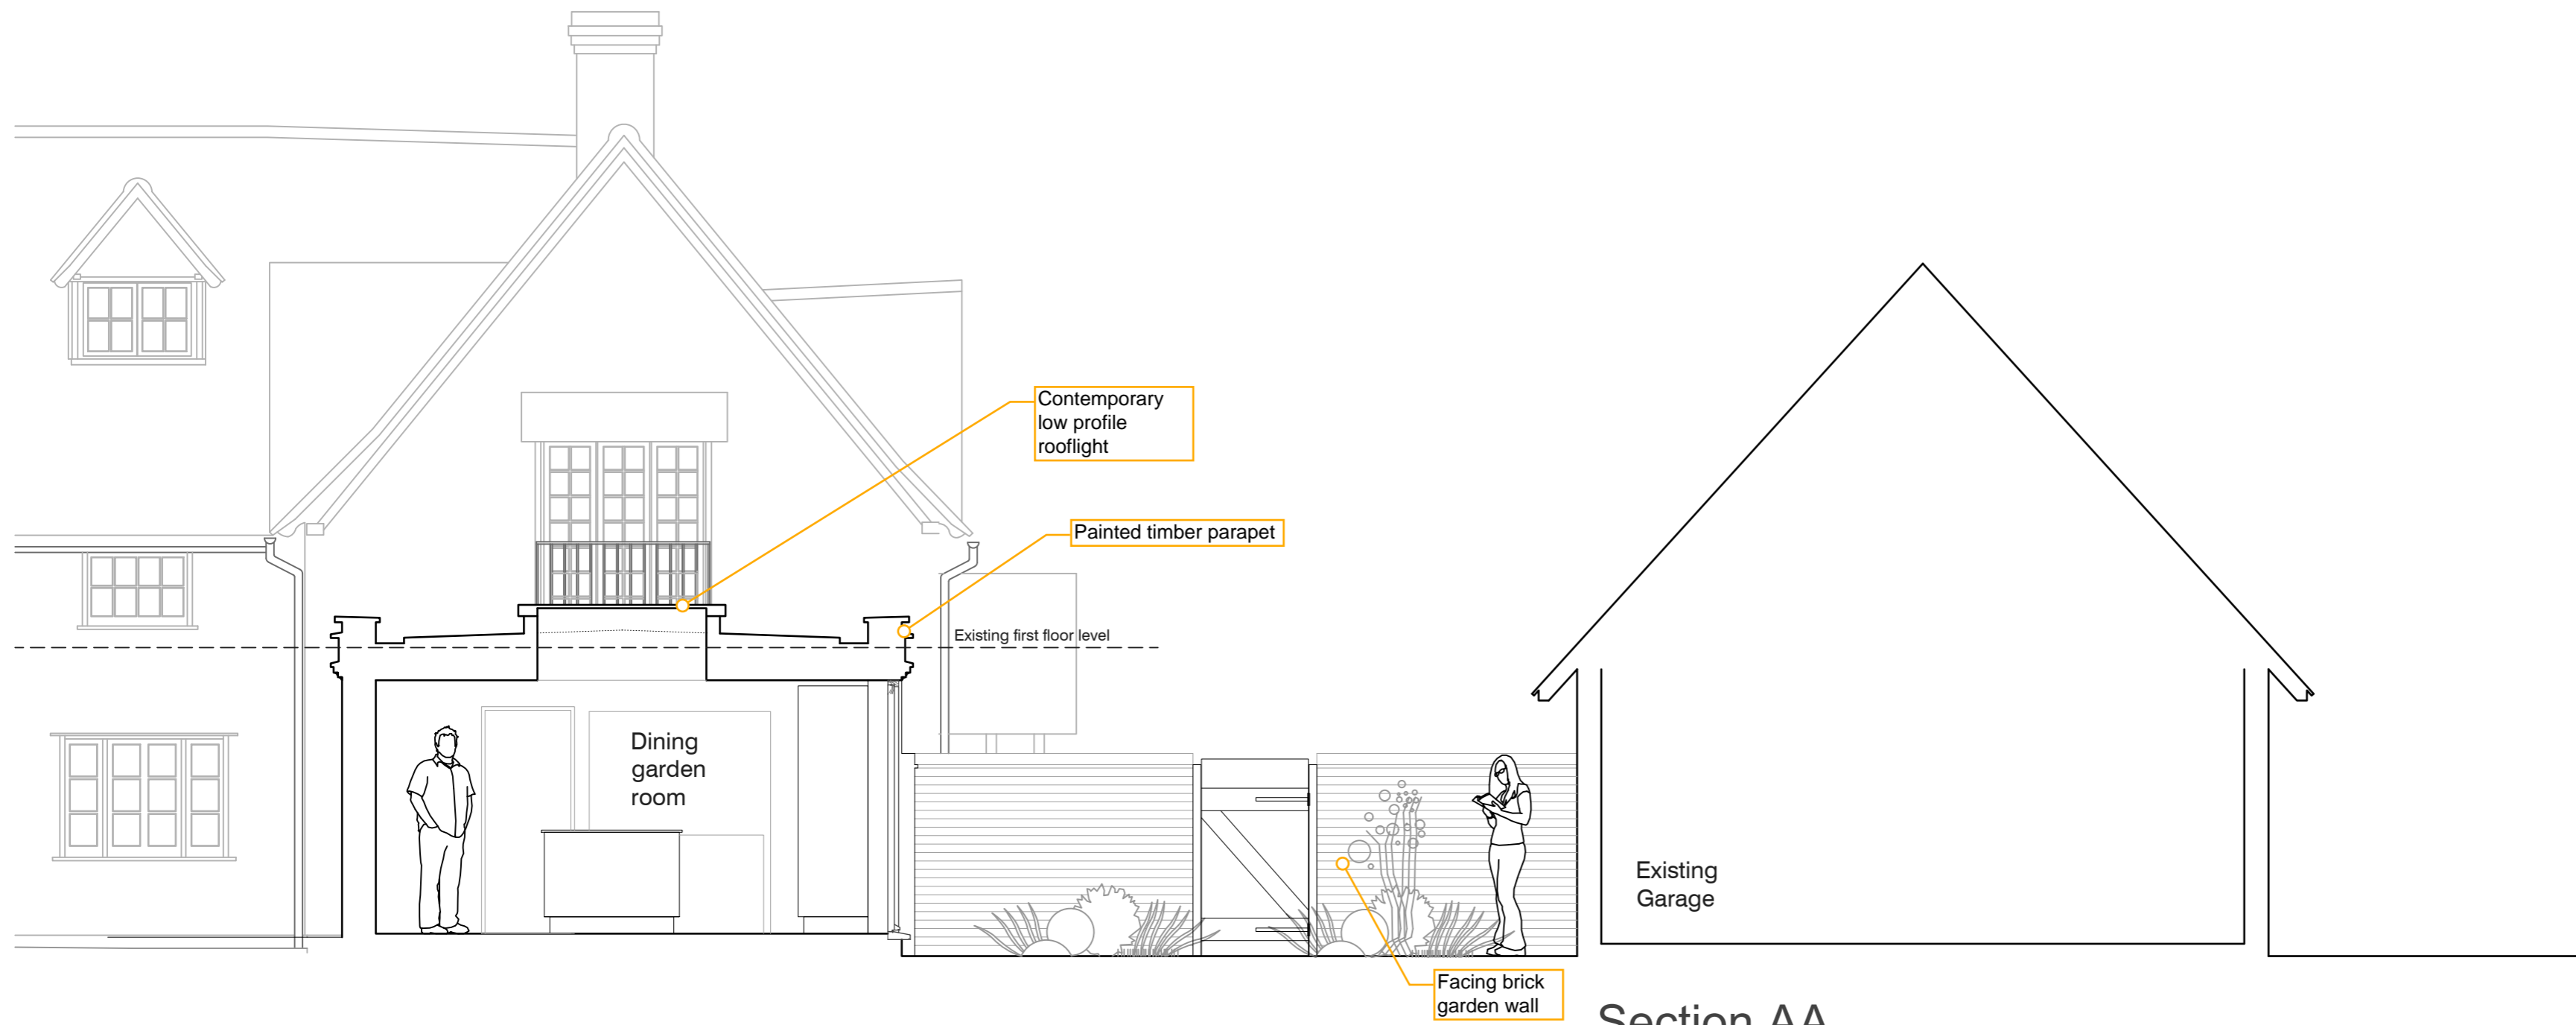 Contemporary
low profile
rooflight
Painted timber parapet
Existing first floor level
Dining
garden
room
Existing
Garage
Facing brick
garden wall
Section AA